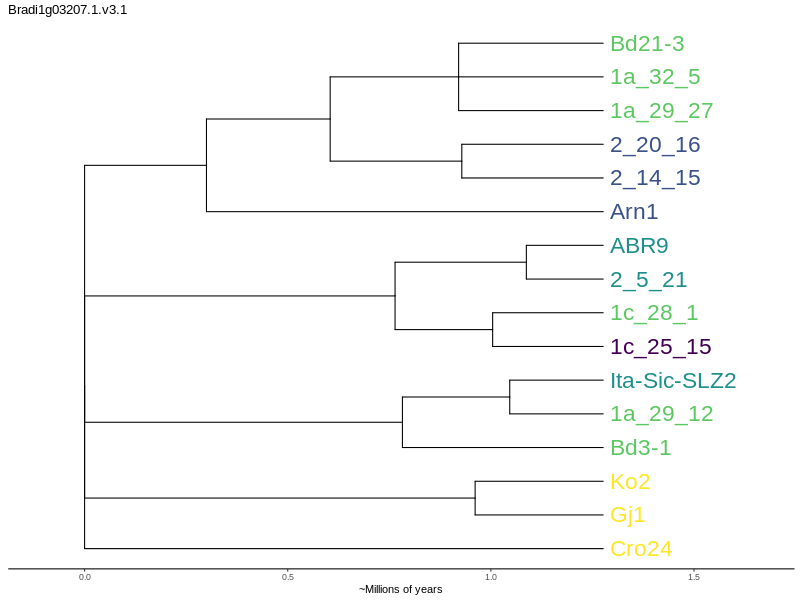 Bradi1g03207.1.v3.1
Bd21-3
1a_32_5
1a_29_27
2_20_16
2_14_15
Arn1
ABR9
2_5_21
1c_28_1
1c_25_15
Ita-Sic-SLZ2
1a_29_12
Bd3-1
Ko2
Gj1
Cro24
0.0 0.5 1.0 1.5
~Millions of years